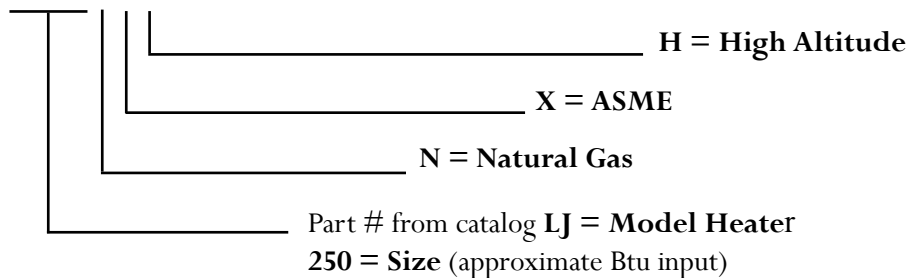 H = High Altitude
X = ASME
N = Natural Gas
Part # from catalog LJ = Model Heater
250 = Size (approximate Btu input)